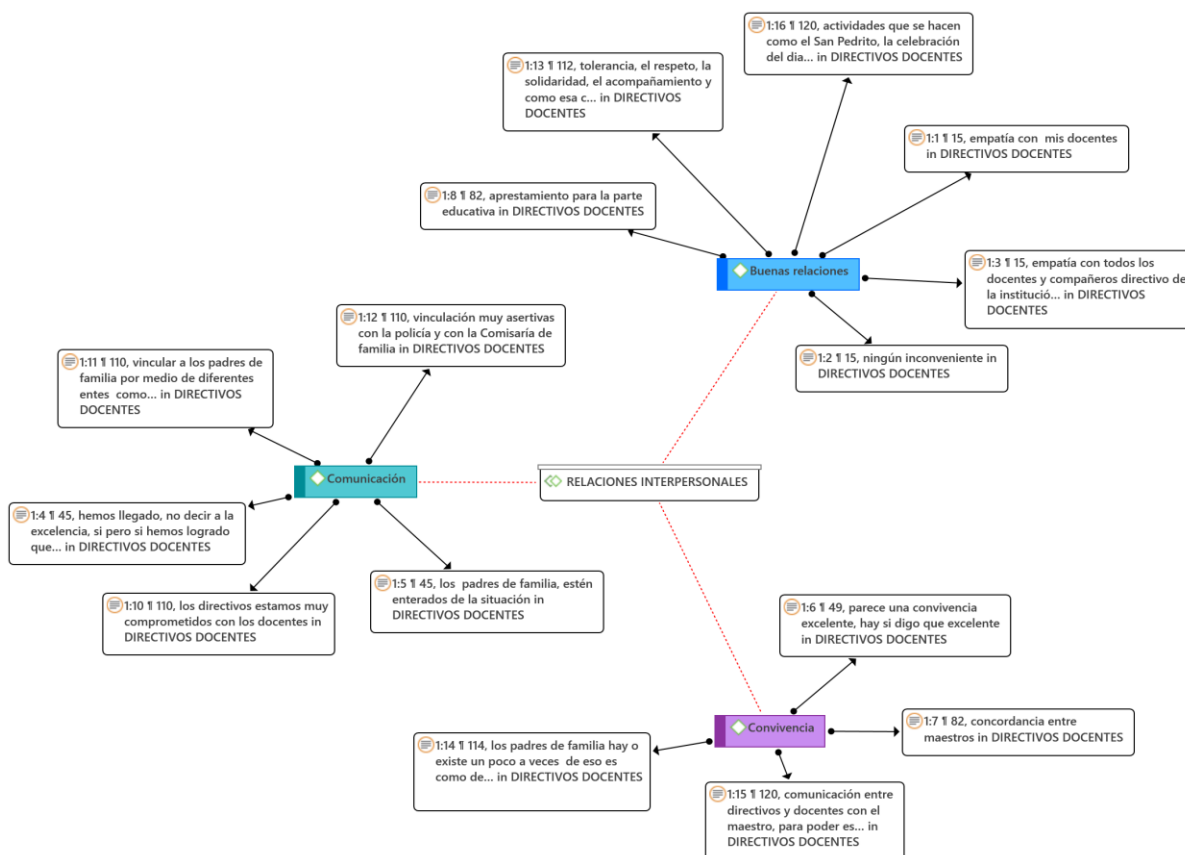 1:16 ¶ 120, actividades que se hacen
como el San Pedrito, la celebración
del dia... in DIRECTIVOS DOCENTES
1:13 ¶ 112, tolerancia, el respeto, la
solidaridad, el acompañamiento y
como esa c... in DIRECTIVOS
DOCENTES
1:1 ¶ 15, empatía con mis docentes
in DIRECTIVOS DOCENTES
1:8 ¶ 82, aprestamiento para la parte
educativa in DIRECTIVOS DOCENTES
Buenas relaciones
1:3 ¶ 15, empatía con todos los
docentes y compañeros directivo de
la institució... in DIRECTIVOS
DOCENTES
1:2 ¶ 15, ningún inconveniente in
DIRECTIVOS DOCENTES
1:12 ¶ 110, vinculación muy asertivas
con la policía y con la Comisaría de
familia in DIRECTIVOS DOCENTES
1:11 ¶ 110, vincular a los padres de
familia por medio de diferentes
entes como... in DIRECTIVOS
DOCENTES
Comunicación
RELACIONES INTERPERSONALES
1:4 ¶ 45, hemos llegado, no decir a la
excelencia, si pero si hemos logrado
que... in DIRECTIVOS DOCENTES
1:5 ¶ 45, los padres de familia, estén
enterados de la situación in
DIRECTIVOS DOCENTES
1:10 ¶ 110, los directivos estamos muy
comprometidos con los docentes in
DIRECTIVOS DOCENTES
1:6 ¶ 49, parece una convivencia
excelente, hay si digo que excelente
in DIRECTIVOS DOCENTES
Convivencia
1:7 ¶ 82, concordancia entre
maestros in DIRECTIVOS DOCENTES
1:14 ¶ 114, los padres de familia hay o
existe un poco a veces de eso es
como de... in DIRECTIVOS
DOCENTES
1:15 ¶ 120, comunicación entre
directivos y docentes con el
maestro, para poder es... in
DIRECTIVOS DOCENTES